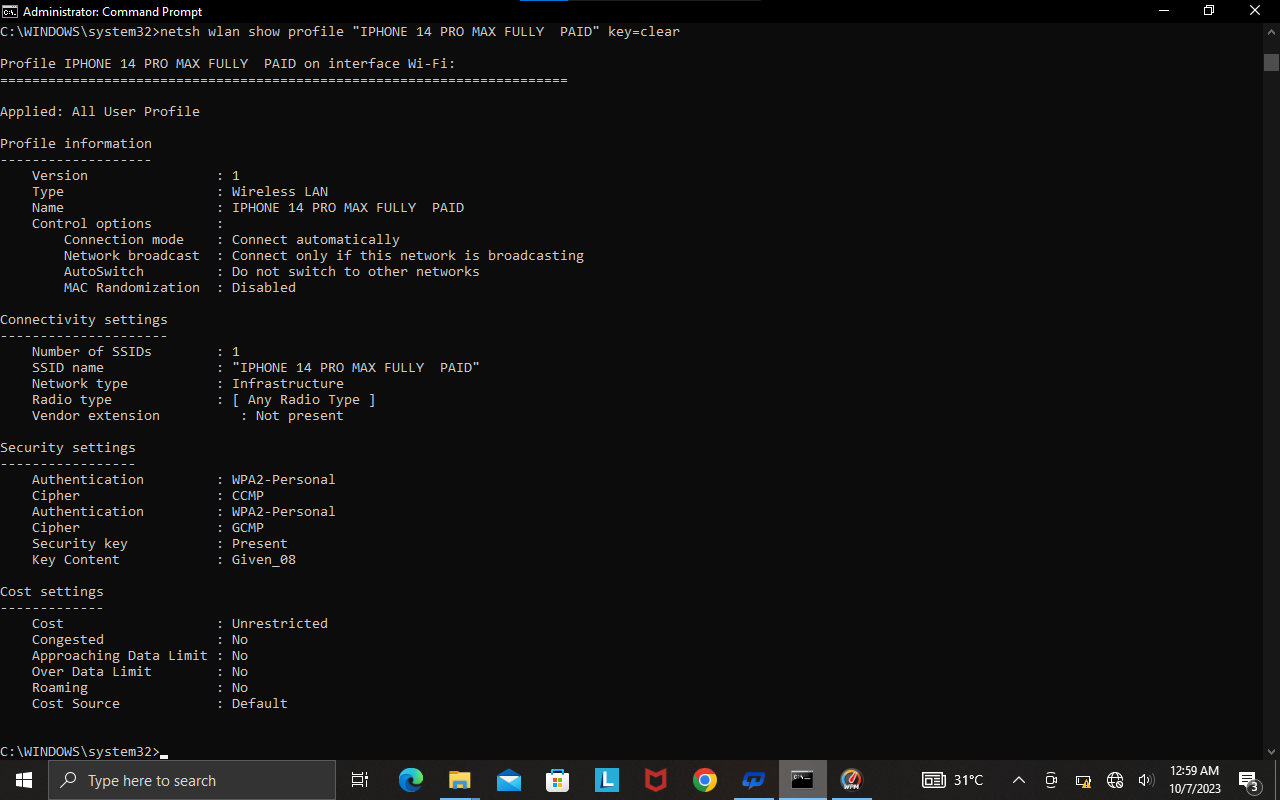 Administrator: Command Prompt
C:\WINDOWS\system32>netsh wlan show profile "IPHONE 14 PRO MAX FULLY  PAID" key=clear
Profile IPHONE 14 PRO MAX FULLY  PAID on interface Wi-Fi:
=======================================================================
Applied: All User Profile
Profile information
-------------------
    Version                : 1
    Type                   : Wireless LAN
    Name                   : IPHONE 14 PRO MAX FULLY  PAID
    Control options        :
        Connection mode    : Connect automatically
        Network broadcast  : Connect only if this network is broadcasting
        AutoSwitch         : Do not switch to other networks
        MAC Randomization  : Disabled
Connectivity settings
---------------------
    Number of SSIDs        : 1
    SSID name              : "IPHONE 14 PRO MAX FULLY  PAID"
    Network type           : Infrastructure
    Radio type             : [ Any Radio Type ]
    Vendor extension          : Not present
Security settings
-----------------
    Authentication         : WPA2-Personal
    Cipher                 : CCMP
    Authentication         : WPA2-Personal
    Cipher                 : GCMP
    Security key           : Present
    Key Content            : Given_08
Cost settings
-------------
    Cost                   : Unrestricted
    Congested              : No
    Approaching Data Limit : No
    Over Data Limit        : No
    Roaming                : No
    Cost Source            : Default
C:\WINDOWS\system32>
Type here to search
L
WFM
31°C
12:59 AM
10/7/2023
3